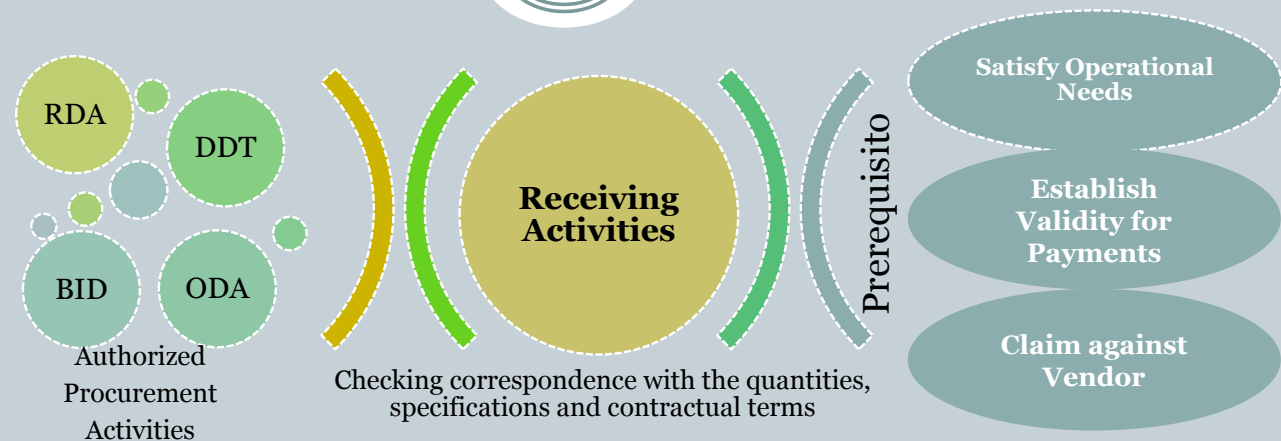 RDA
DDT
BID
ODA
Authorized
Procurement
Activities
Receiving
Activities
Checking correspondence with the quantities,
specifications and contractual terms
Prerequisito
Satisfy Operational
Needs
Establish
Validity for
Payments
Claim against
Vendor